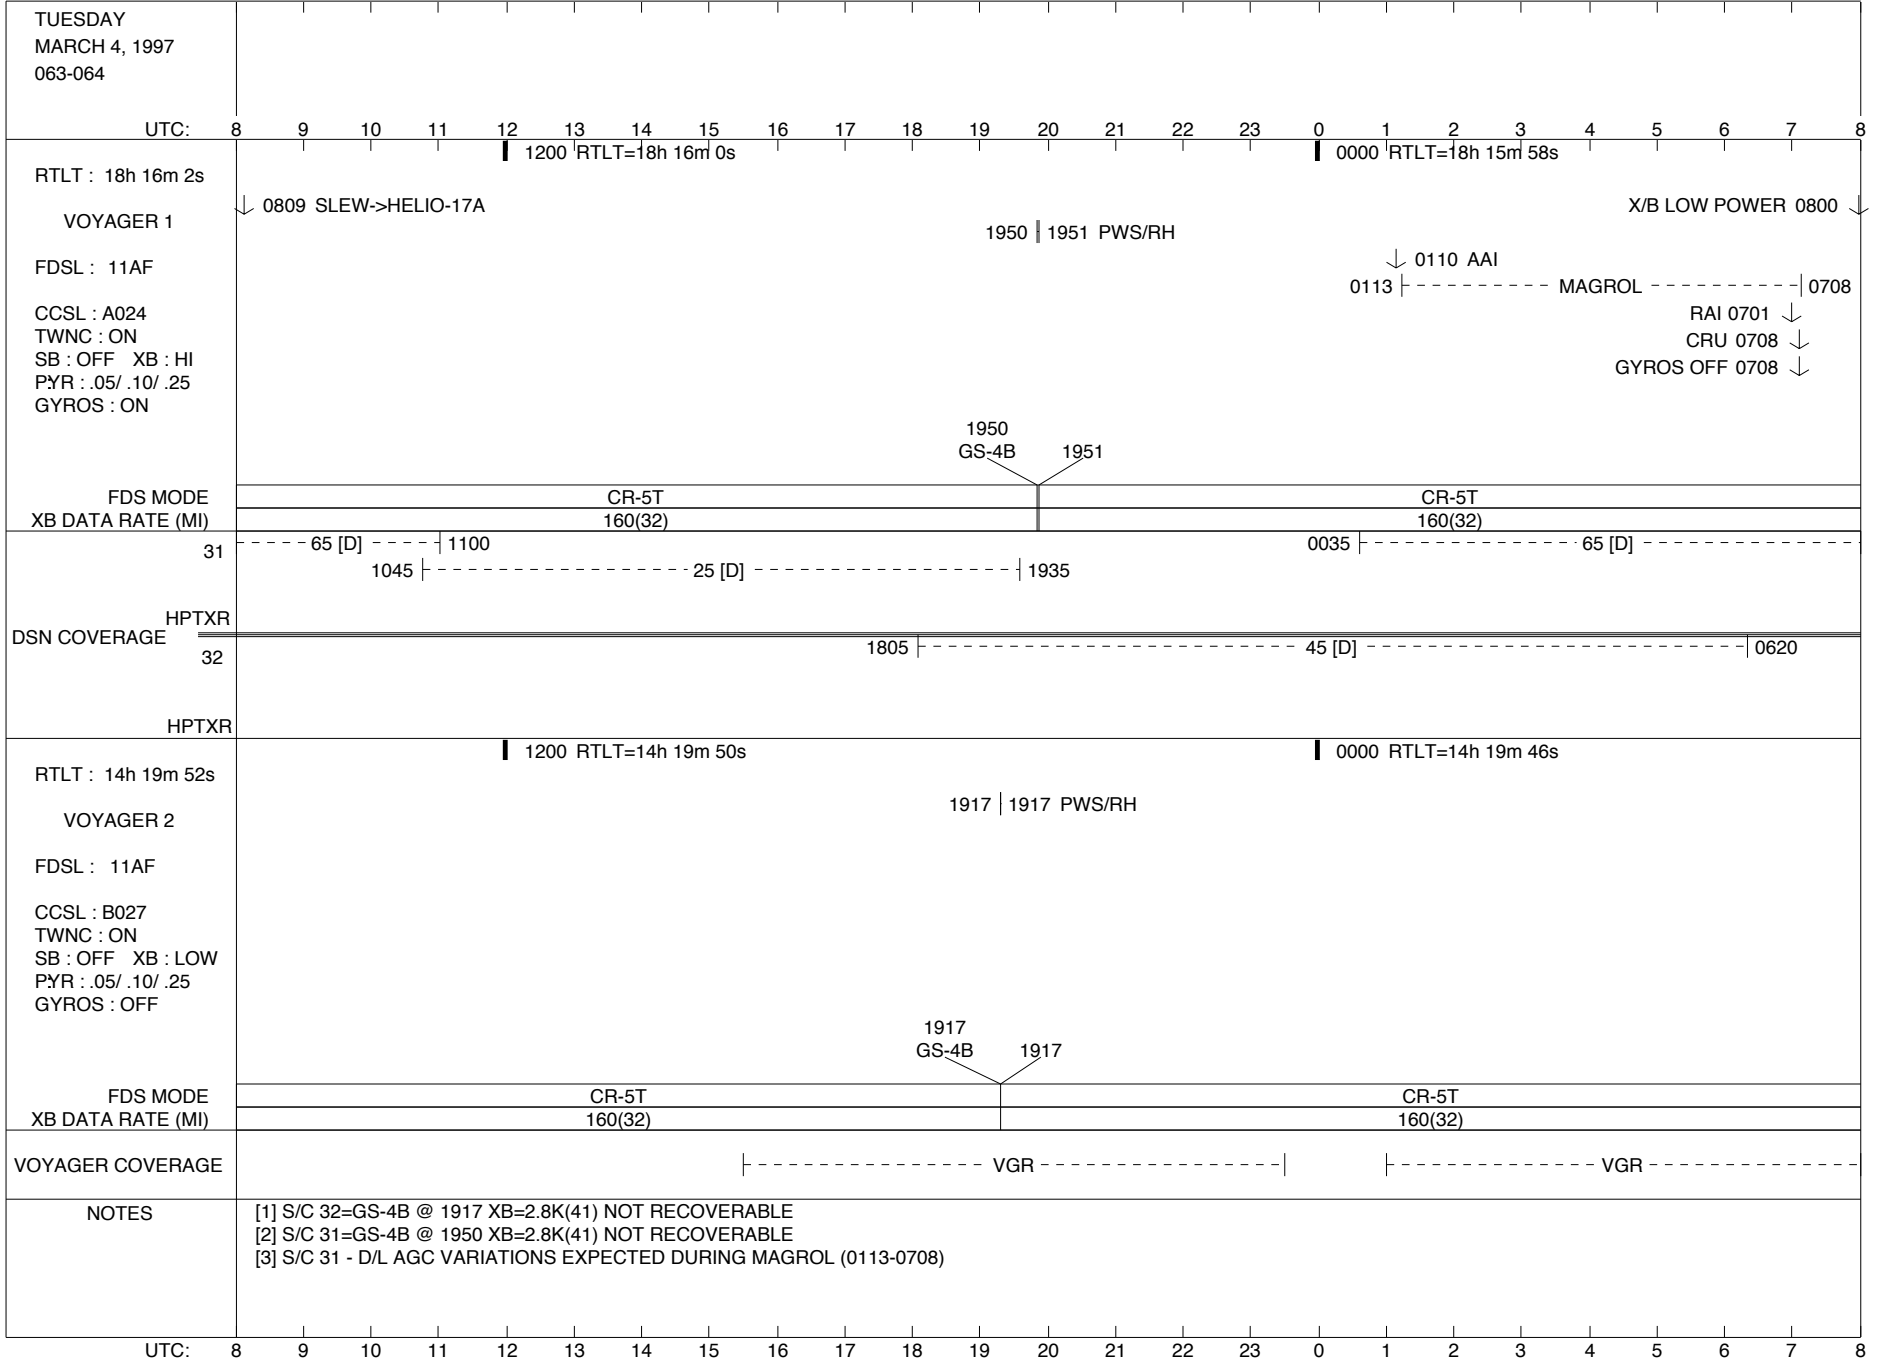 TUESDAY
MARCH 4, 1997
063-064
UTC: 8 9 10 11 12 13 14 15 16 17 18 19 20 21 22 23 0 1 2 3 4 5 6 7 8
1200 RTLT=18h 16m 0s 0000 RTLT=18h 15m 58s
RTLT : 18h 16m 2s
0809 SLEW->HELIO-17A X/B LOW POWER 0800
VOYAGER 1
1950 1951 PWS/RH
0110 AAI
FDSL : 11AF
0113 MAGROL 0708
CCSL : A024
RAI 0701
TWNC : ON
CRU 0708
SB : OFF XB : HI
GYROS OFF 0708
P:YR : .05/ .10/ .25
GYROS : ON
1950
GS-4B 1951
FDS MODE CR-5T CR-5T
XB DATA RATE (MI) 160(32) 160(32)
31 65 [D] 1100 0035 65 [D]
1045 25 [D] 1935
HPTXR
DSN COVERAGE
32 1805 45 [D] 0620
HPTXR
1200 RTLT=14h 19m 50s 0000 RTLT=14h 19m 46s
RTLT : 14h 19m 52s
1917 1917 PWS/RH
VOYAGER 2
FDSL : 11AF
CCSL : B027
TWNC : ON
SB : OFF XB : LOW
P:YR : .05/ .10/ .25
GYROS : OFF
1917
GS-4B 1917
FDS MODE CR-5T CR-5T
XB DATA RATE (MI) 160(32) 160(32)
VOYAGER COVERAGE VGR VGR
NOTES
[1] S/C 32=GS-4B @ 1917 XB=2.8K(41) NOT RECOVERABLE
[2] S/C 31=GS-4B @ 1950 XB=2.8K(41) NOT RECOVERABLE
[3] S/C 31 - D/L AGC VARIATIONS EXPECTED DURING MAGROL (0113-0708)
UTC: 8 9 10 11 12 13 14 15 16 17 18 19 20 21 22 23 0 1 2 3 4 5 6 7 8